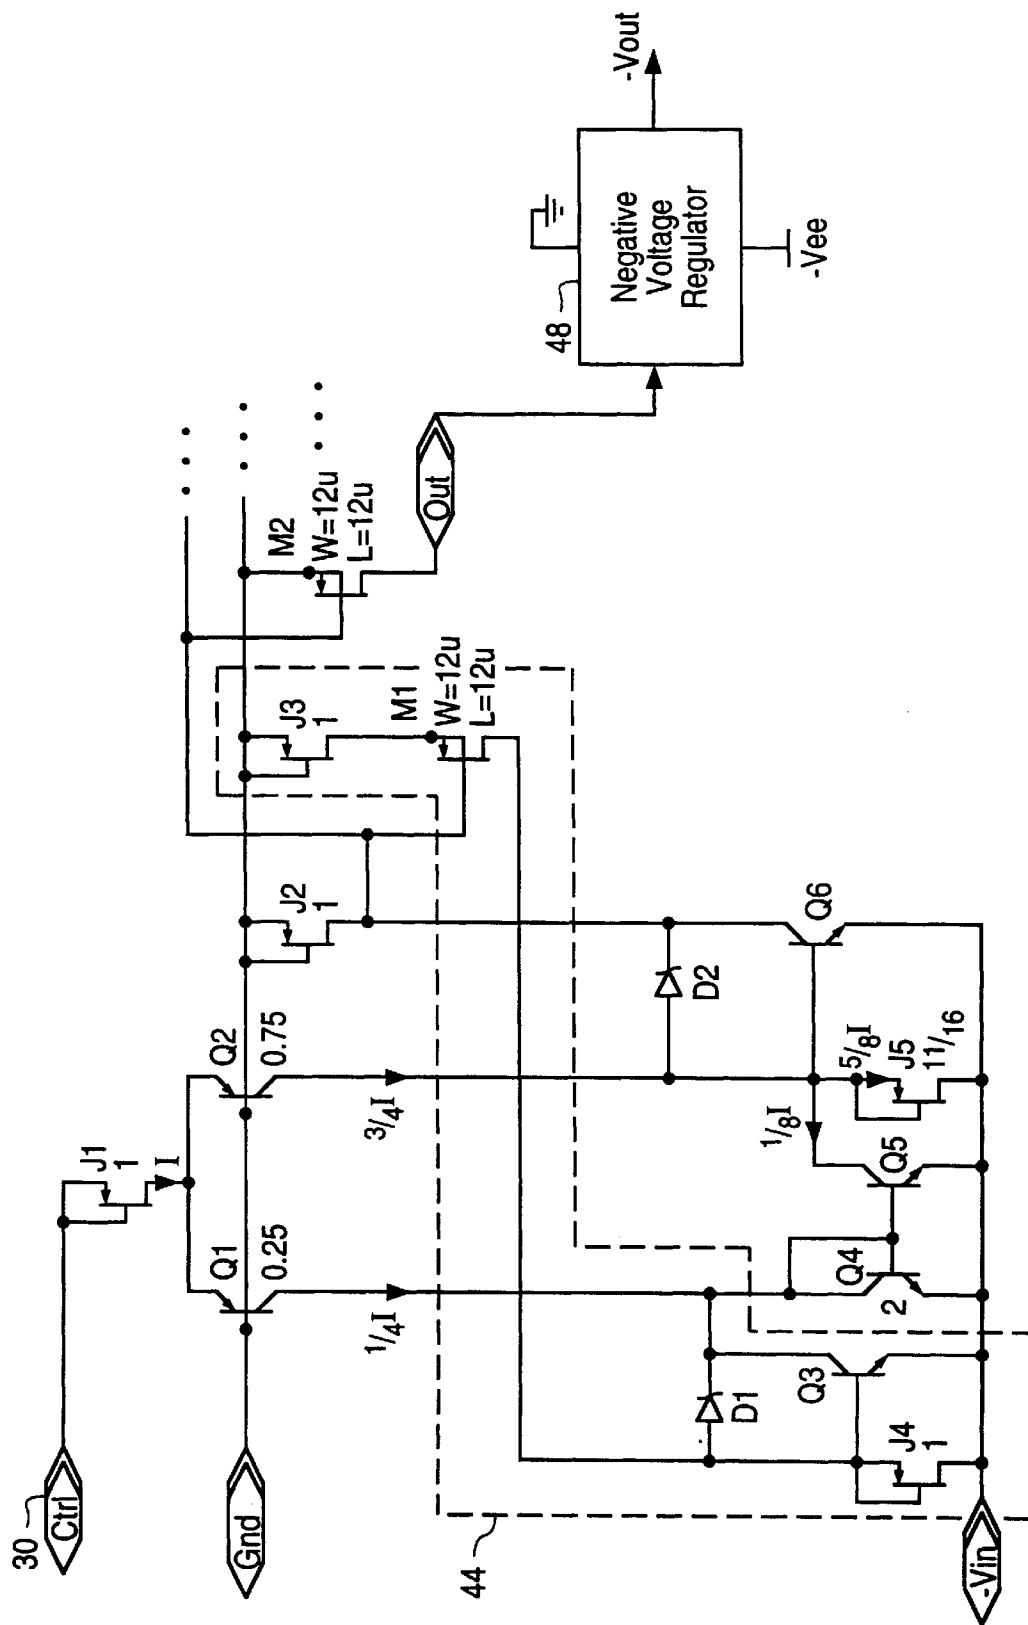 30
Ctrl
J1
1
I
Q1
0.25
Q2
0.75
Gnd
J2
1
J3
1
M1
W=12u
L=12u
M2
W=12u
L=12u
Out
48
Negative
Voltage
Regulator
-Vout
-Vee
1/4I
3/4I
44
D1
D2
Q3
Q4
2
Q5
1/8I
5/8I
J5
11/16
Q6
J4
1
-Vin